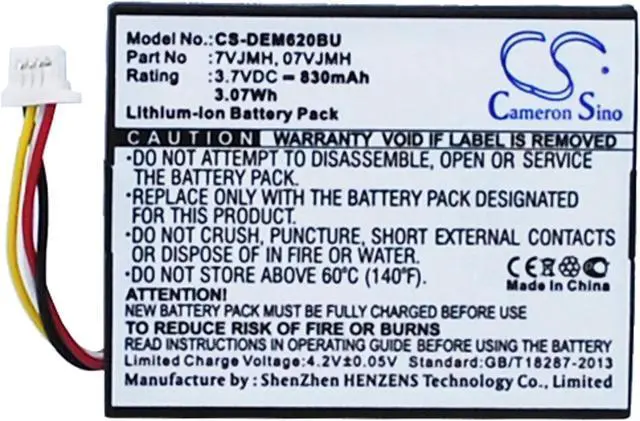 Model No.: CS-DEM620BU
Part No : 7VJMH, 07VJMH
Rating : 3.7VDC ⎓ 830mAh
3.07Wh
Lithium-Ion Battery Pack
CS
Cameron Sino
CAUTION WARRANTY VOID IF LABEL IS REMOVED
•DO NOT ATTEMPT TO DISASSEMBLE, OPEN OR SERVICE
THE BATTERY PACK.
•REPLACE ONLY WITH THE BATTERY PACK DESIGNATED
FOR THIS PRODUCT.
•DO NOT CRUSH, PUNCTURE, SHORT EXTERNAL CONTACTS
OR DISPOSE OF IN FIRE OR WATER.
•DO NOT STORE ABOVE 60°C (140°F).
CE
Made In China
ATTENTION!
NEW BATTERY PACK MUST BE FULLY CHARGED BEFORE USE.
TO REDUCE RISK OF FIRE OR EXPLOSION
READ INSTRUCTIONS IN OPERATING MANUAL BEFORE BATTERY USE.
Limited Charge Voltage:4.2V±0.05V Standard:GB/T18287-2013
Manufacture by : ShenZhen HENZENS Technology Co.,Limited